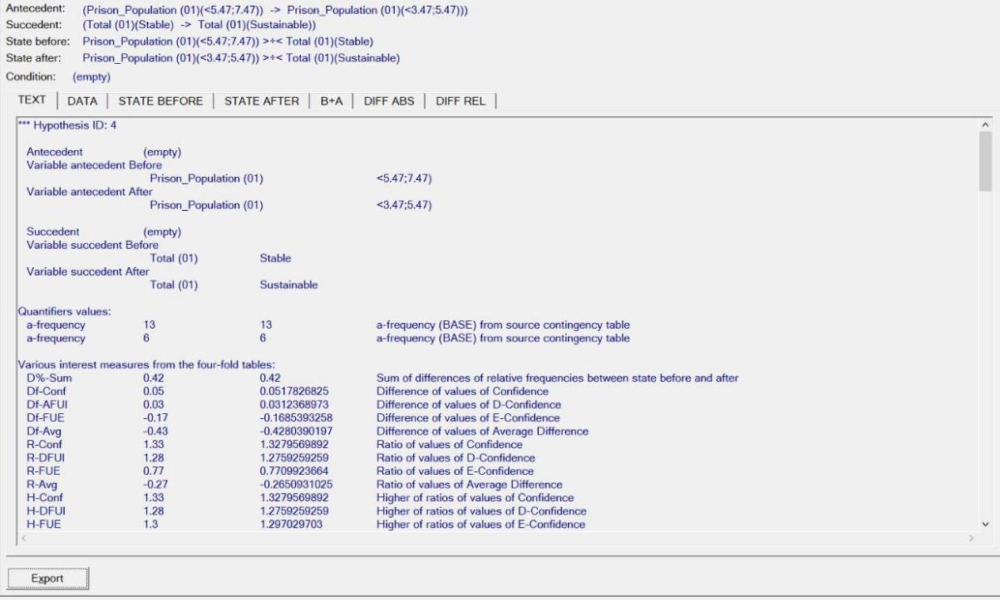 Antecedent: (Prison_Population (01)(<5.47;7.47)) -> Prison_Population (01)(<3.47;5.47)))
Succedent: (Total (01)(Stable) -> Total (01)(Sustainable))
State before: Prison_Population (01)(<5.47;7.47)) >÷< Total (01)(Stable)
State after: Prison_Population (01)(<3.47;5.47)) >÷< Total (01)(Sustainable)
Condition: (empty)
TEXT DATA STATE BEFORE STATE AFTER B+A DIFF ABS DIFF REL
*** Hypothesis ID: 4
Antecedent (empty)
Variable antecedent Before
Prison_Population (01) <5.47;7.47)
Variable antecedent After
Prison_Population (01) <3.47;5.47)
Succedent (empty)
Variable succedent Before
Total (01) Stable
Variable succedent After
Total (01) Sustainable
Quantifiers values:
a-frequency 13 13 a-frequency (BASE) from source contingency table
a-frequency 6 6 a-frequency (BASE) from source contingency table
Various interest measures from the four-fold tables:
D%-Sum 0.42 0.42 Sum of differences of relative frequencies between state before and after
Df-Conf 0.05 0.0517826825 Difference of values of Confidence
Df-AFUI 0.03 0.0312368973 Difference of values of D-Confidence
Df-FUE -0.17 -0.1685393258 Difference of values of E-Confidence
Df-Avg -0.43 -0.4280390197 Difference of values of Average Difference
R-Conf 1.33 1.3279569892 Ratio of values of Confidence
R-DFUI 1.28 1.2759259259 Ratio of values of D-Confidence
R-FUE 0.77 0.7709923664 Ratio of values of E-Confidence
R-Avg -0.27 -0.2650931025 Ratio of values of Average Difference
H-Conf 1.33 1.3279569892 Higher of ratios of values of Confidence
H-DFUI 1.28 1.2759259259 Higher of ratios of values of D-Confidence
H-FUE 1.3 1.297029703 Higher of ratios of values of E-Confidence
Export